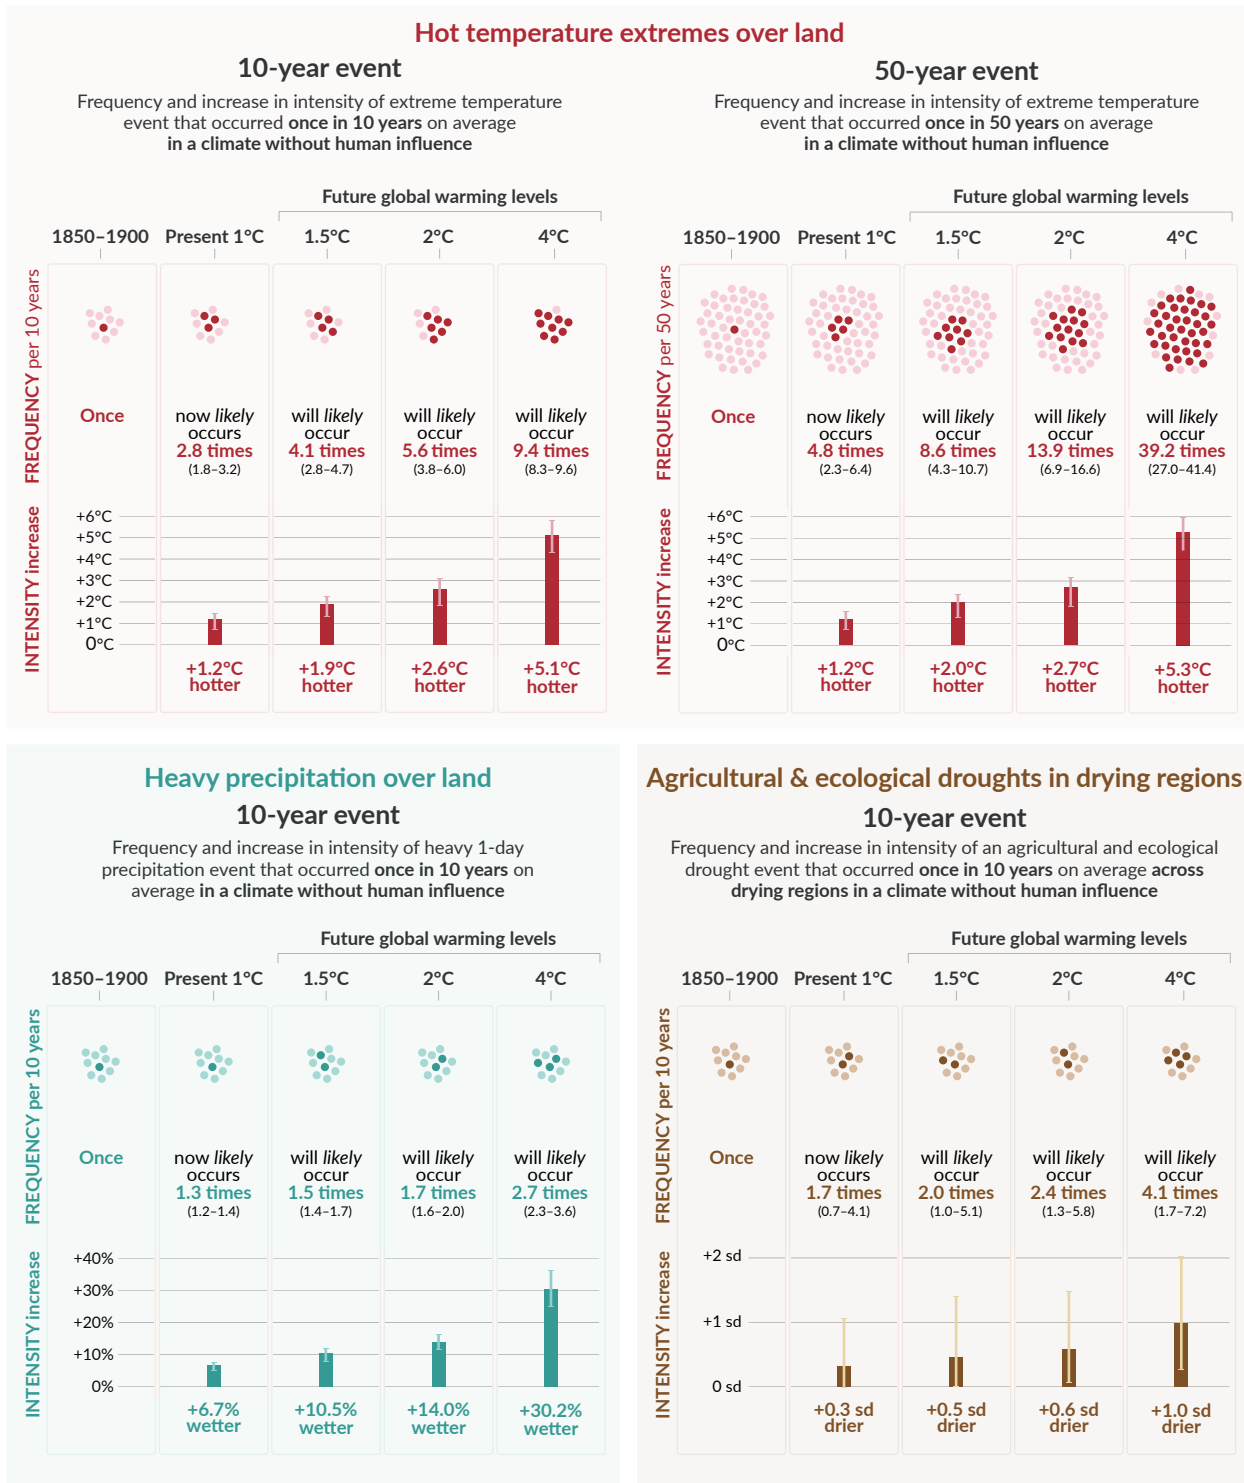 Hot temperature extremes over land
10-year event
Frequency and increase in intensity of extreme temperature
event that occurred once in 10 years on average
in a climate without human influence
Future global warming levels
1850–1900 Present 1°C 1.5°C 2°C 4°C
FREQUENCY per 10 years
Once
now likely occurs 2.8 times (1.8–3.2)
will likely occur 4.1 times (2.8–4.7)
will likely occur 5.6 times (3.8–6.0)
will likely occur 9.4 times (8.3–9.6)
INTENSITY increase
+6°C
+5°C
+4°C
+3°C
+2°C
+1°C
0°C
+1.2°C +1.9°C +2.6°C +5.1°C
hotter hotter hotter hotter
50-year event
Frequency and increase in intensity of extreme temperature
event that occurred once in 50 years on average
in a climate without human influence
Future global warming levels
1850–1900 Present 1°C 1.5°C 2°C 4°C
FREQUENCY per 50 years
Once
now likely occurs 4.8 times (2.3–6.4)
will likely occur 8.6 times (4.3–10.7)
will likely occur 13.9 times (6.9–16.6)
will likely occur 39.2 times (27.0–41.4)
INTENSITY increase
+6°C
+5°C
+4°C
+3°C
+2°C
+1°C
0°C
+1.2°C +2.0°C +2.7°C +5.3°C
hotter hotter hotter hotter
Heavy precipitation over land
10-year event
Frequency and increase in intensity of heavy 1-day
precipitation event that occurred once in 10 years on
average in a climate without human influence
Future global warming levels
1850–1900 Present 1°C 1.5°C 2°C 4°C
FREQUENCY per 10 years
Once
now likely occurs 1.3 times (1.2–1.4)
will likely occur 1.5 times (1.4–1.7)
will likely occur 1.7 times (1.6–2.0)
will likely occur 2.7 times (2.3–3.6)
INTENSITY increase
+40%
+30%
+20%
+10%
0%
+6.7% +10.5% +14.0% +30.2%
wetter wetter wetter wetter
Agricultural & ecological droughts in drying regions
10-year event
Frequency and increase in intensity of an agricultural and ecological
drought event that occurred once in 10 years on average across
drying regions in a climate without human influence
Future global warming levels
1850–1900 Present 1°C 1.5°C 2°C 4°C
FREQUENCY per 10 years
Once
now likely occurs 1.7 times (0.7–4.1)
will likely occur 2.0 times (1.0–5.1)
will likely occur 2.4 times (1.3–5.8)
will likely occur 4.1 times (1.7–7.2)
INTENSITY increase
+2 sd
+1 sd
0 sd
+0.3 sd +0.5 sd +0.6 sd +1.0 sd
drier drier drier drier